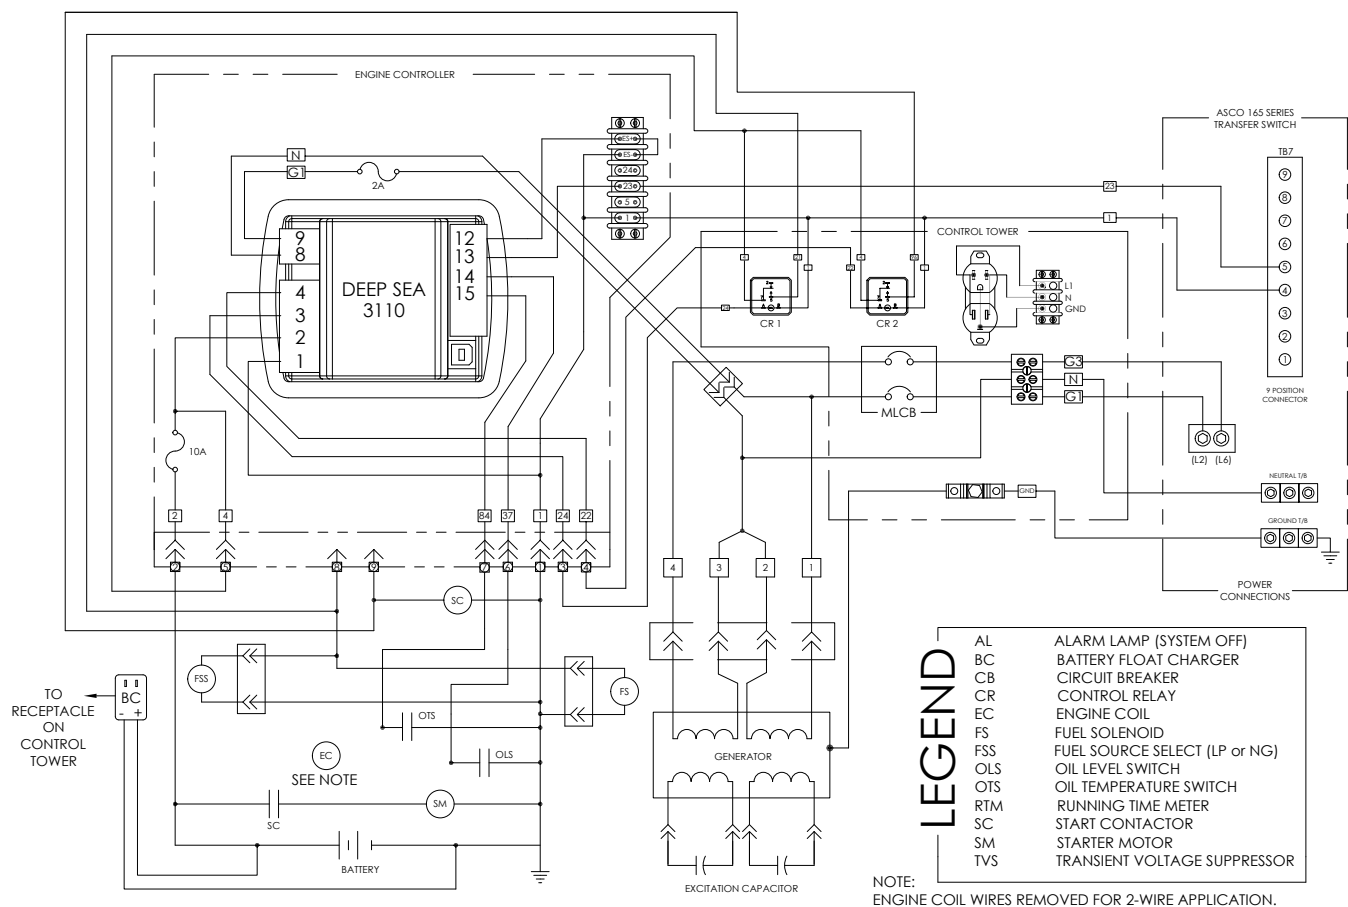 ENGINE CONTROLLER
ASCO 165 SERIES
TRANSFER SWITCH
TB7
9
8
7
6
5
4
3
2
1
9 POSITION
CONNECTOR
N
G1
2A
ES+
ES-
24
23
5
1
23
1
9
8
4
3
2
1
DEEP SEA
3110
12
13
14
15
CONTROL TOWER
L1
N
GND
CR 1
CR 2
MLCB
G3
N
G1
(L2) (L6)
10A
2
4
84
37
1
24
22
GND
NEUTRAL T/B
GROUND T/B
POWER
CONNECTIONS
2
5
8
9
7
6
3
4
4
3
2
1
SC
FSS
FS
TO
RECEPTACLE
ON
CONTROL
TOWER
BC
- +
OTS
OLS
EC
SEE NOTE
SC
SM
BATTERY
GENERATOR
EXCITATION CAPACITOR
LEGEND
AL ALARM LAMP (SYSTEM OFF)
BC BATTERY FLOAT CHARGER
CB CIRCUIT BREAKER
CR CONTROL RELAY
EC ENGINE COIL
FS FUEL SOLENOID
FSS FUEL SOURCE SELECT (LP or NG)
OLS OIL LEVEL SWITCH
OTS OIL TEMPERATURE SWITCH
RTM RUNNING TIME METER
SC START CONTACTOR
SM STARTER MOTOR
TVS TRANSIENT VOLTAGE SUPPRESSOR
NOTE:
ENGINE COIL WIRES REMOVED FOR 2-WIRE APPLICATION.